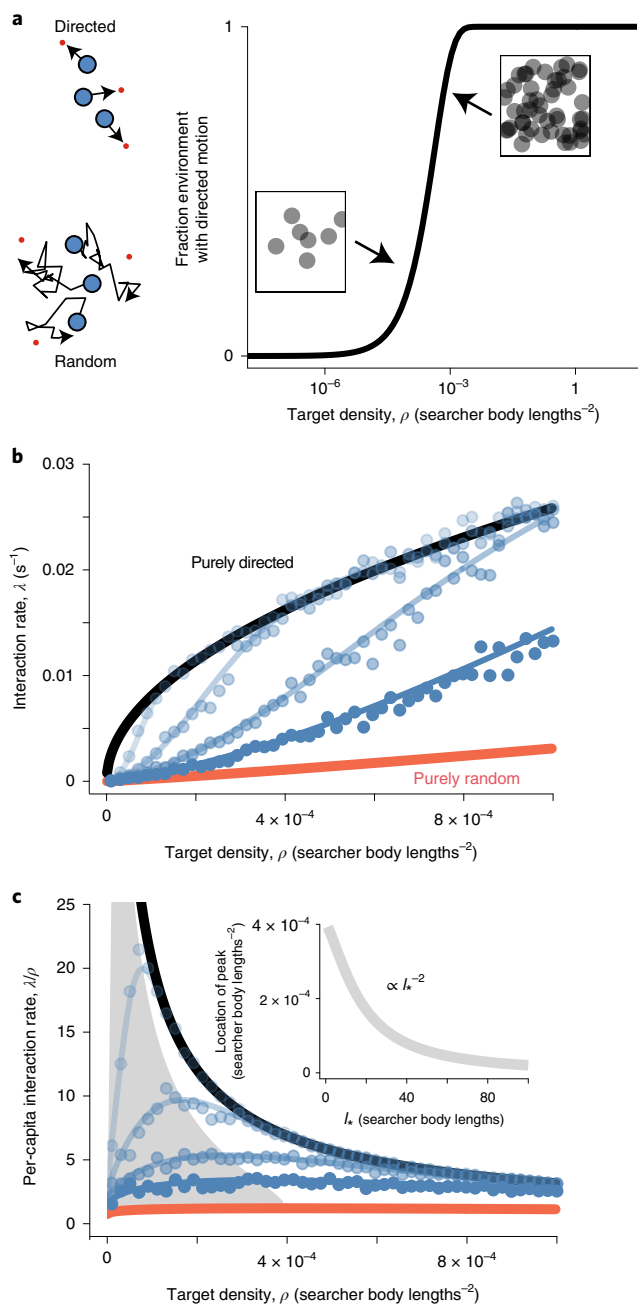 a
Directed
Random
1
0
Fraction environment
with directed motion
10⁻⁶
10⁻³
1
Target density, ρ (searcher body lengths⁻²)
b
0.03
0.02
0.01
0
Interaction rate, λ (s⁻¹)
Purely directed
Purely random
0
4 × 10⁻⁴
8 × 10⁻⁴
Target density, ρ (searcher body lengths⁻²)
c
25
20
15
10
5
0
Per-capita interaction rate, λ/ρ
Location of peak
(searcher body lengths⁻²)
4 × 10⁻⁴
2 × 10⁻⁴
0
∝ l*⁻²
0
40
80
l* (searcher body lengths)
0
4 × 10⁻⁴
8 × 10⁻⁴
Target density, ρ (searcher body lengths⁻²)